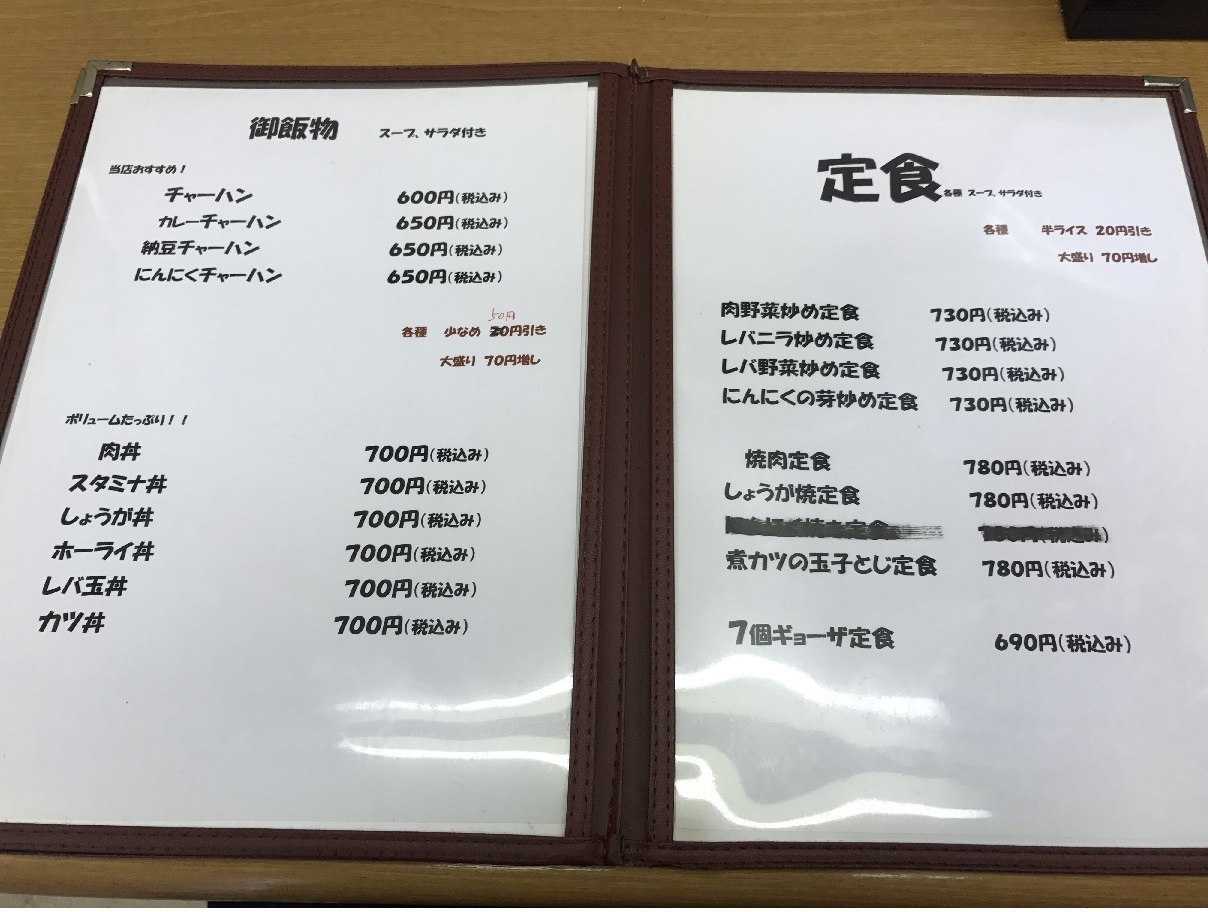 御飯物 スープ、サラダ付き
当店おすすめ！
チャーハン 600円(税込み)
カレーチャーハン 650円(税込み)
納豆チャーハン 650円(税込み)
にんにくチャーハン 650円(税込み)
50円
各種 少なめ 20円引き
大盛り 70円増し
ボリュームたっぷり！！
肉丼 700円(税込み)
スタミナ丼 700円(税込み)
しょうが丼 700円(税込み)
ホーライ丼 700円(税込み)
レバ玉丼 700円(税込み)
カツ丼 700円(税込み)
定食 各種 スープ、サラダ付き
各種 半ライス 20円引き
大盛り 70円増し
肉野菜炒め定食 730円(税込み)
レバニラ炒め定食 730円(税込み)
レバ野菜炒め定食 730円(税込み)
にんにくの芽炒め定食 730円(税込み)
焼肉定食 780円(税込み)
しょうが焼定食 780円(税込み)
煮カツの玉子とじ定食 780円(税込み)
7個ギョーザ定食 690円(税込み)